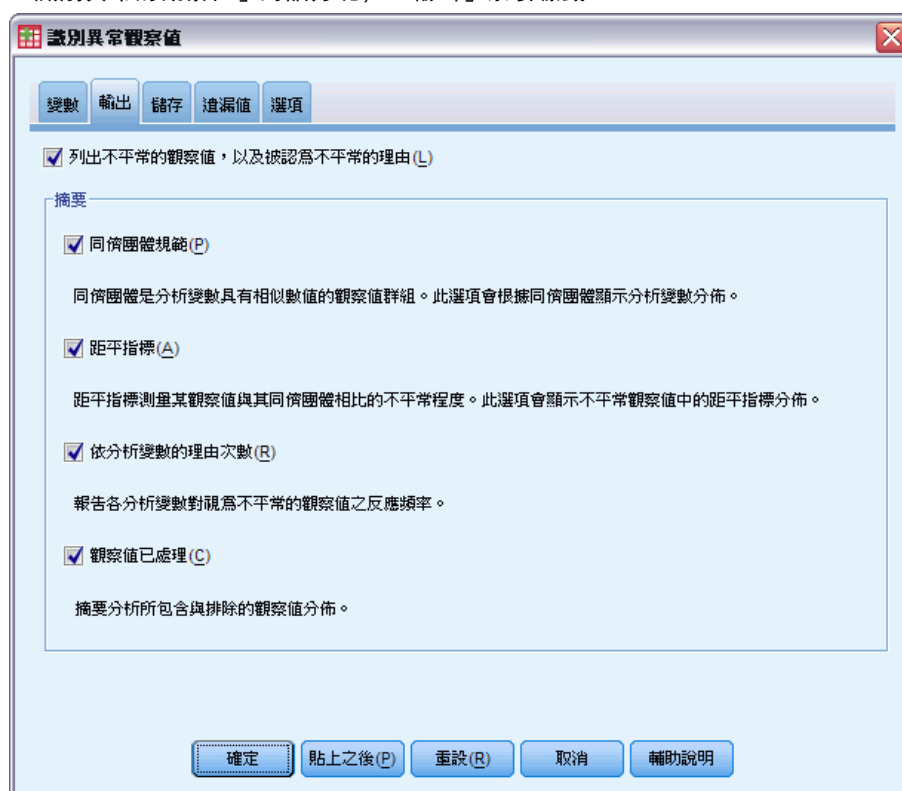 識別異常觀察值
變數 輸出 儲存 遺漏值 選項
列出不平常的觀察值，以及被認為不平常的理由(L)
摘要
同儕團體規範(P)
同儕團體是分析變數具有相似數值的觀察值群組。此選項會根據同儕團體顯示分析變數分佈。
距平指標(A)
距平指標測量某觀察值與其同儕團體相比的不平常程度。此選項會顯示不平常觀察值中的距平指標分佈。
依分析變數的理由次數(R)
報告各分析變數對視為不平常的觀察值之反應頻率。
觀察值已處理(C)
摘要分析所包含與排除的觀察值分佈。
確定 貼上之後(P) 重設(R) 取消 輔助說明